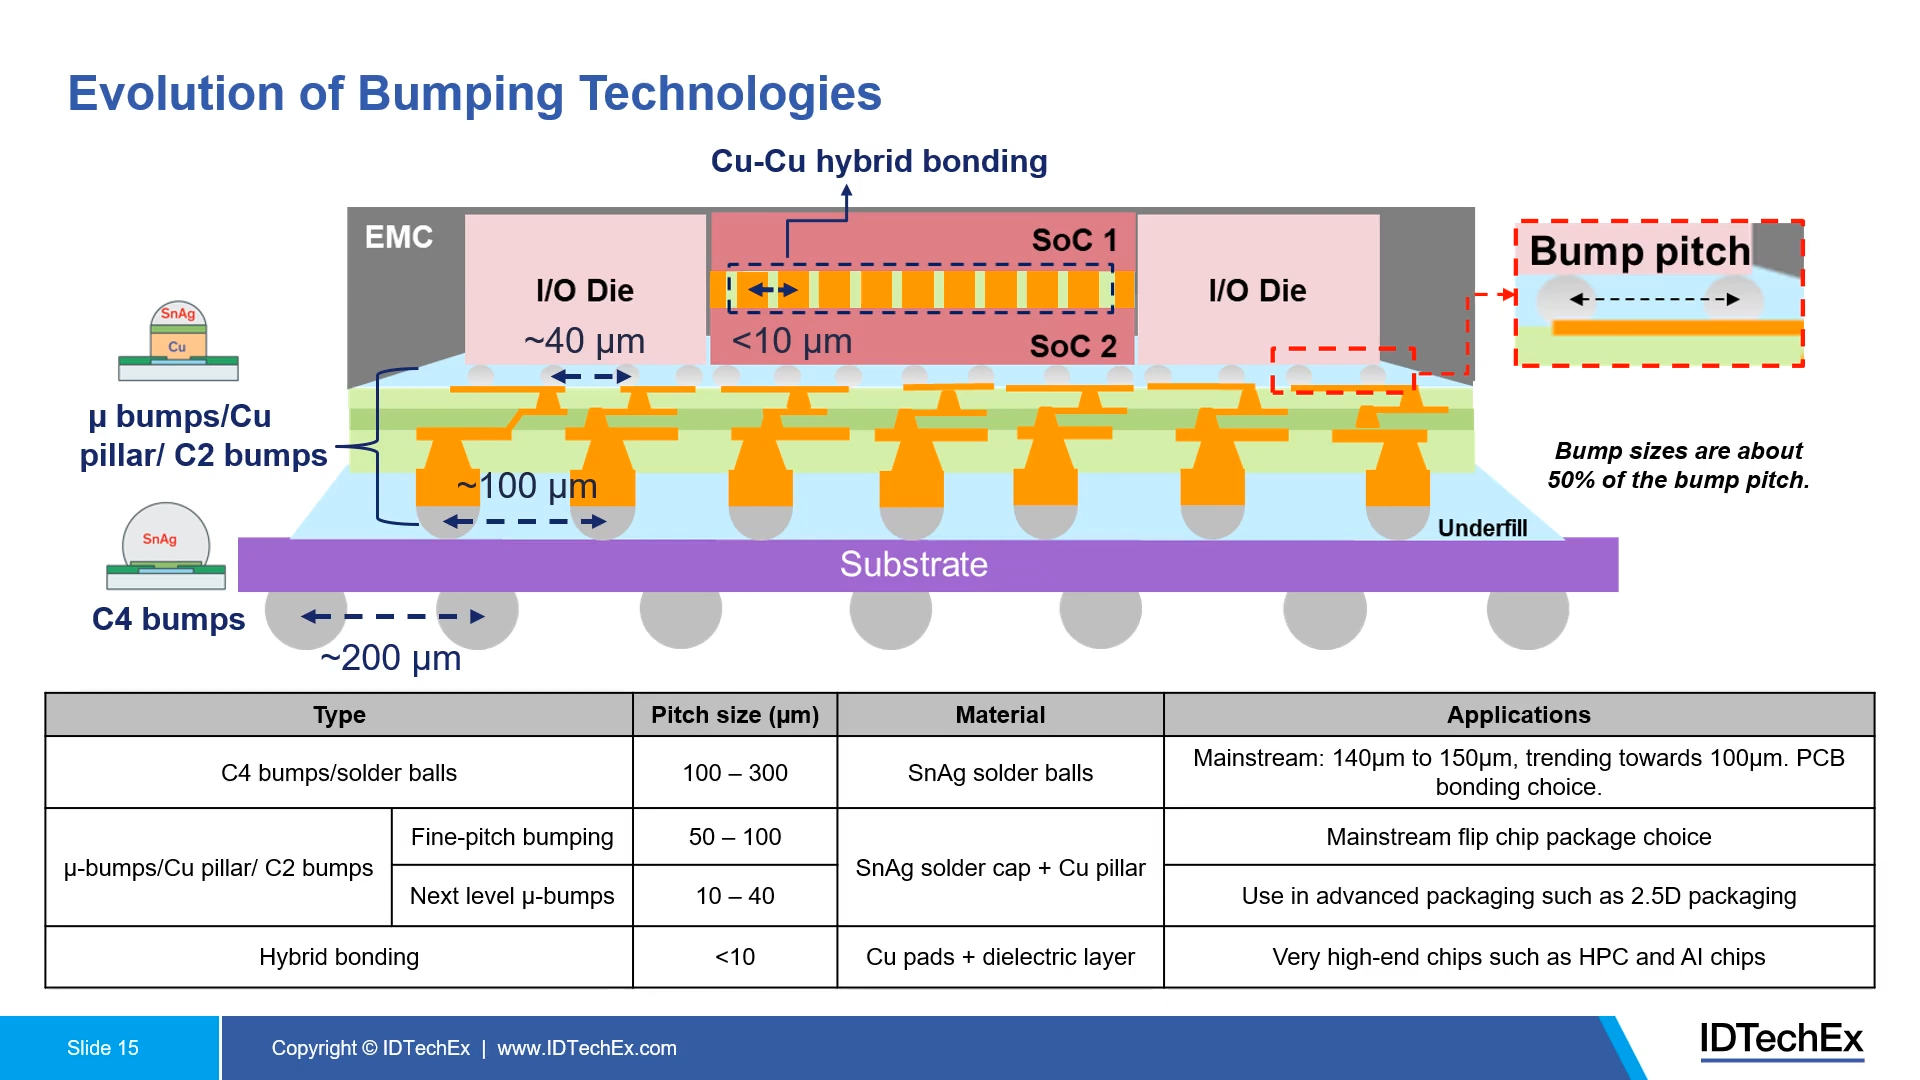 Evolution of Bumping Technologies
Cu-Cu hybrid bonding
EMC
I/O Die
SoC 1
I/O Die
Bump pitch
SnAg
Cu
~40 µm
<10 µm
SoC 2
µ bumps/Cu
pillar/ C2 bumps
Bump sizes are about
50% of the bump pitch.
~100 µm
SnAg
Underfill
Substrate
C4 bumps
~200 µm
Type Pitch size (µm) Material Applications
C4 bumps/solder balls 100 – 300 SnAg solder balls Mainstream: 140µm to 150µm, trending towards 100µm. PCB
bonding choice.
µ-bumps/Cu pillar/ C2 bumps Fine-pitch bumping 50 – 100 SnAg solder cap + Cu pillar Mainstream flip chip package choice
Next level µ-bumps 10 – 40 Use in advanced packaging such as 2.5D packaging
Hybrid bonding <10 Cu pads + dielectric layer Very high-end chips such as HPC and AI chips
Slide 15
Copyright © IDTechEx | www.IDTechEx.com
IDTechEx